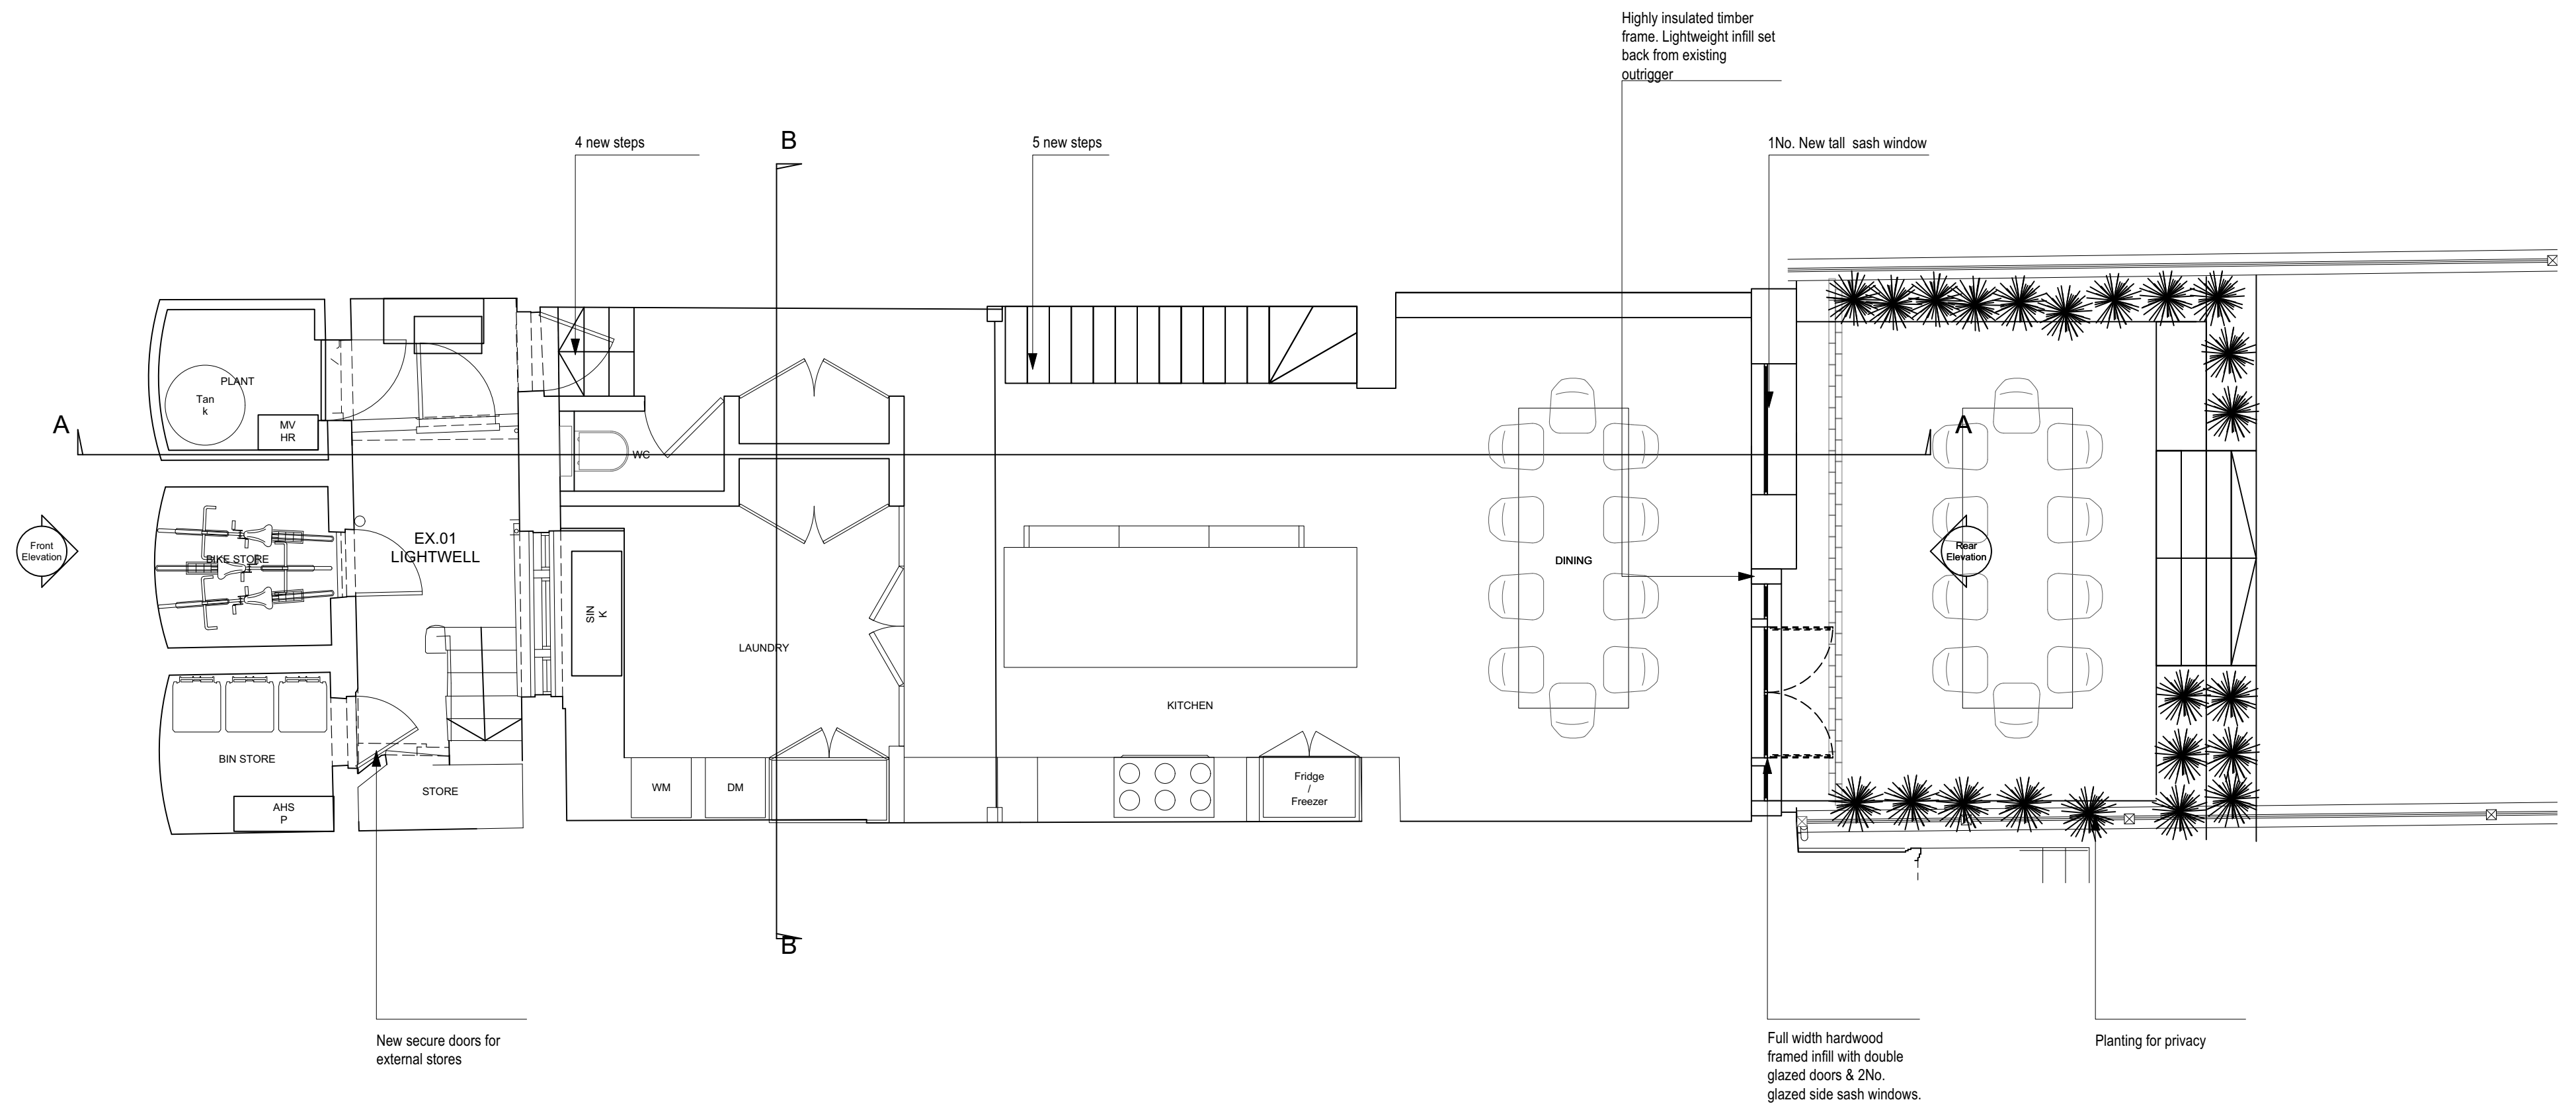 Highly insulated timber
frame. Lightweight infill set
back from existing
outrigger
B
4 new steps
5 new steps
1No. New tall sash window
PLANT
Tan
k
MV
HR
A
A
WC
EX.01
LIGHTWELL
Front
Elevation
BIKE STORE
SIN
K
DINING
Rear
Elevation
LAUNDRY
KITCHEN
BIN STORE
AHS
P
STORE
WM
DM
Fridge
/
Freezer
B
New secure doors for
external stores
Full width hardwood
framed infill with double
glazed doors & 2No.
glazed side sash windows.
Planting for privacy